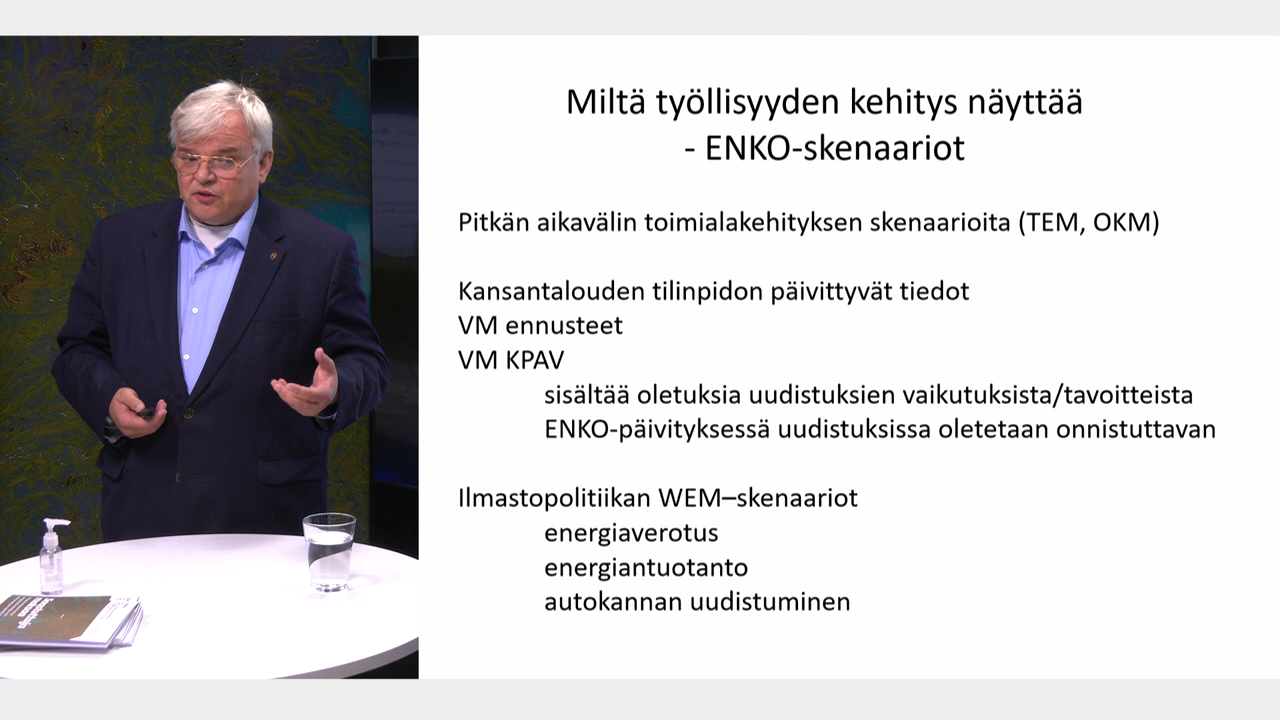 Miltä työllisyyden kehitys näyttää
- ENKO-skenaariot
Pitkän aikavälin toimialakehityksen skenaarioita (TEM, OKM)
Kansantalouden tilinpidon päivittyvät tiedot
VM ennusteet
VM KPAV
sisältää oletuksia uudistuksien vaikutuksista/tavoitteista
ENKO-päivityksessä uudistuksissa oletetaan onnistuttavan
Ilmastopolitiikan WEM–skenaariot
energiaverotus
energiantuotanto
autokannan uudistuminen